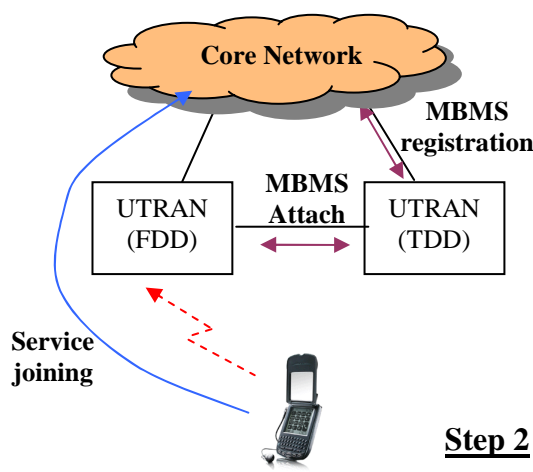 Core Network
MBMS
registration
MBMS
Attach
UTRAN
(FDD)
UTRAN
(TDD)
Service
joining
Step 2